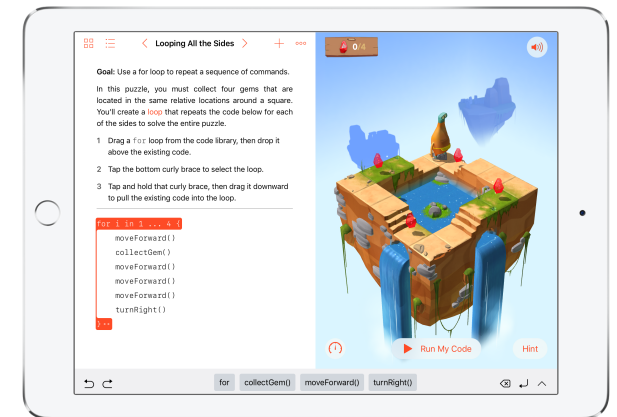 Looping All the Sides
0/4
Goal: Use a for loop to repeat a sequence of commands.
In this puzzle, you must collect four gems that are
located in the same relative locations around a square.
You'll create a loop that repeats the code below for each
of the sides to solve the entire puzzle.
1 Drag a for loop from the code library, then drop it
above the existing code.
2 Tap the bottom curly brace to select the loop.
3 Tap and hold that curly brace, then drag it downward
to pull the existing code into the loop.
for i in 1 ... 4 {
moveForward()
collectGem()
moveForward()
moveForward()
moveForward()
turnRight()
}
Run My Code
Hint
for collectGem() moveForward() turnRight()